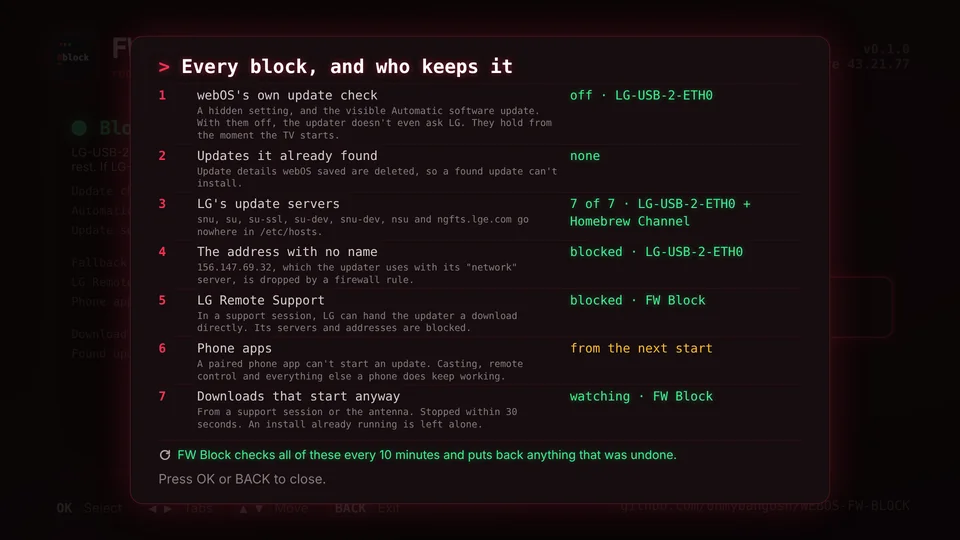 v0.1.0
43.21.77
> Every block, and who keeps it
1 webOS's own update check off · LG-USB-2-ETH0
A hidden setting, and the visible Automatic software update.
With them off, the updater doesn't even ask LG. They hold from
the moment the TV starts.
2 Updates it already found none
Update details webOS saved are deleted, so a found update can't
install.
3 LG's update servers 7 of 7 · LG-USB-2-ETH0 +
Homebrew Channel
snu, su, su-ssl, su-dev, snu-dev, nsu and ngfts.lge.com go
nowhere in /etc/hosts.
4 The address with no name blocked · LG-USB-2-ETH0
156.147.69.32, which the updater uses with its "network"
server, is dropped by a firewall rule.
5 LG Remote Support blocked · FW Block
In a support session, LG can hand the updater a download
directly. Its servers and addresses are blocked.
6 Phone apps from the next start
A paired phone app can't start an update. Casting, remote
control and everything else a phone does keep working.
7 Downloads that start anyway watching · FW Block
From a support session or the antenna. Stopped within 30
seconds. An install already running is left alone.
FW Block checks all of these every 10 minutes and puts back anything that was undone.
Press OK or BACK to close.
OK Select ◀ ▶ Tabs ▲ ▼ Move BACK Exit